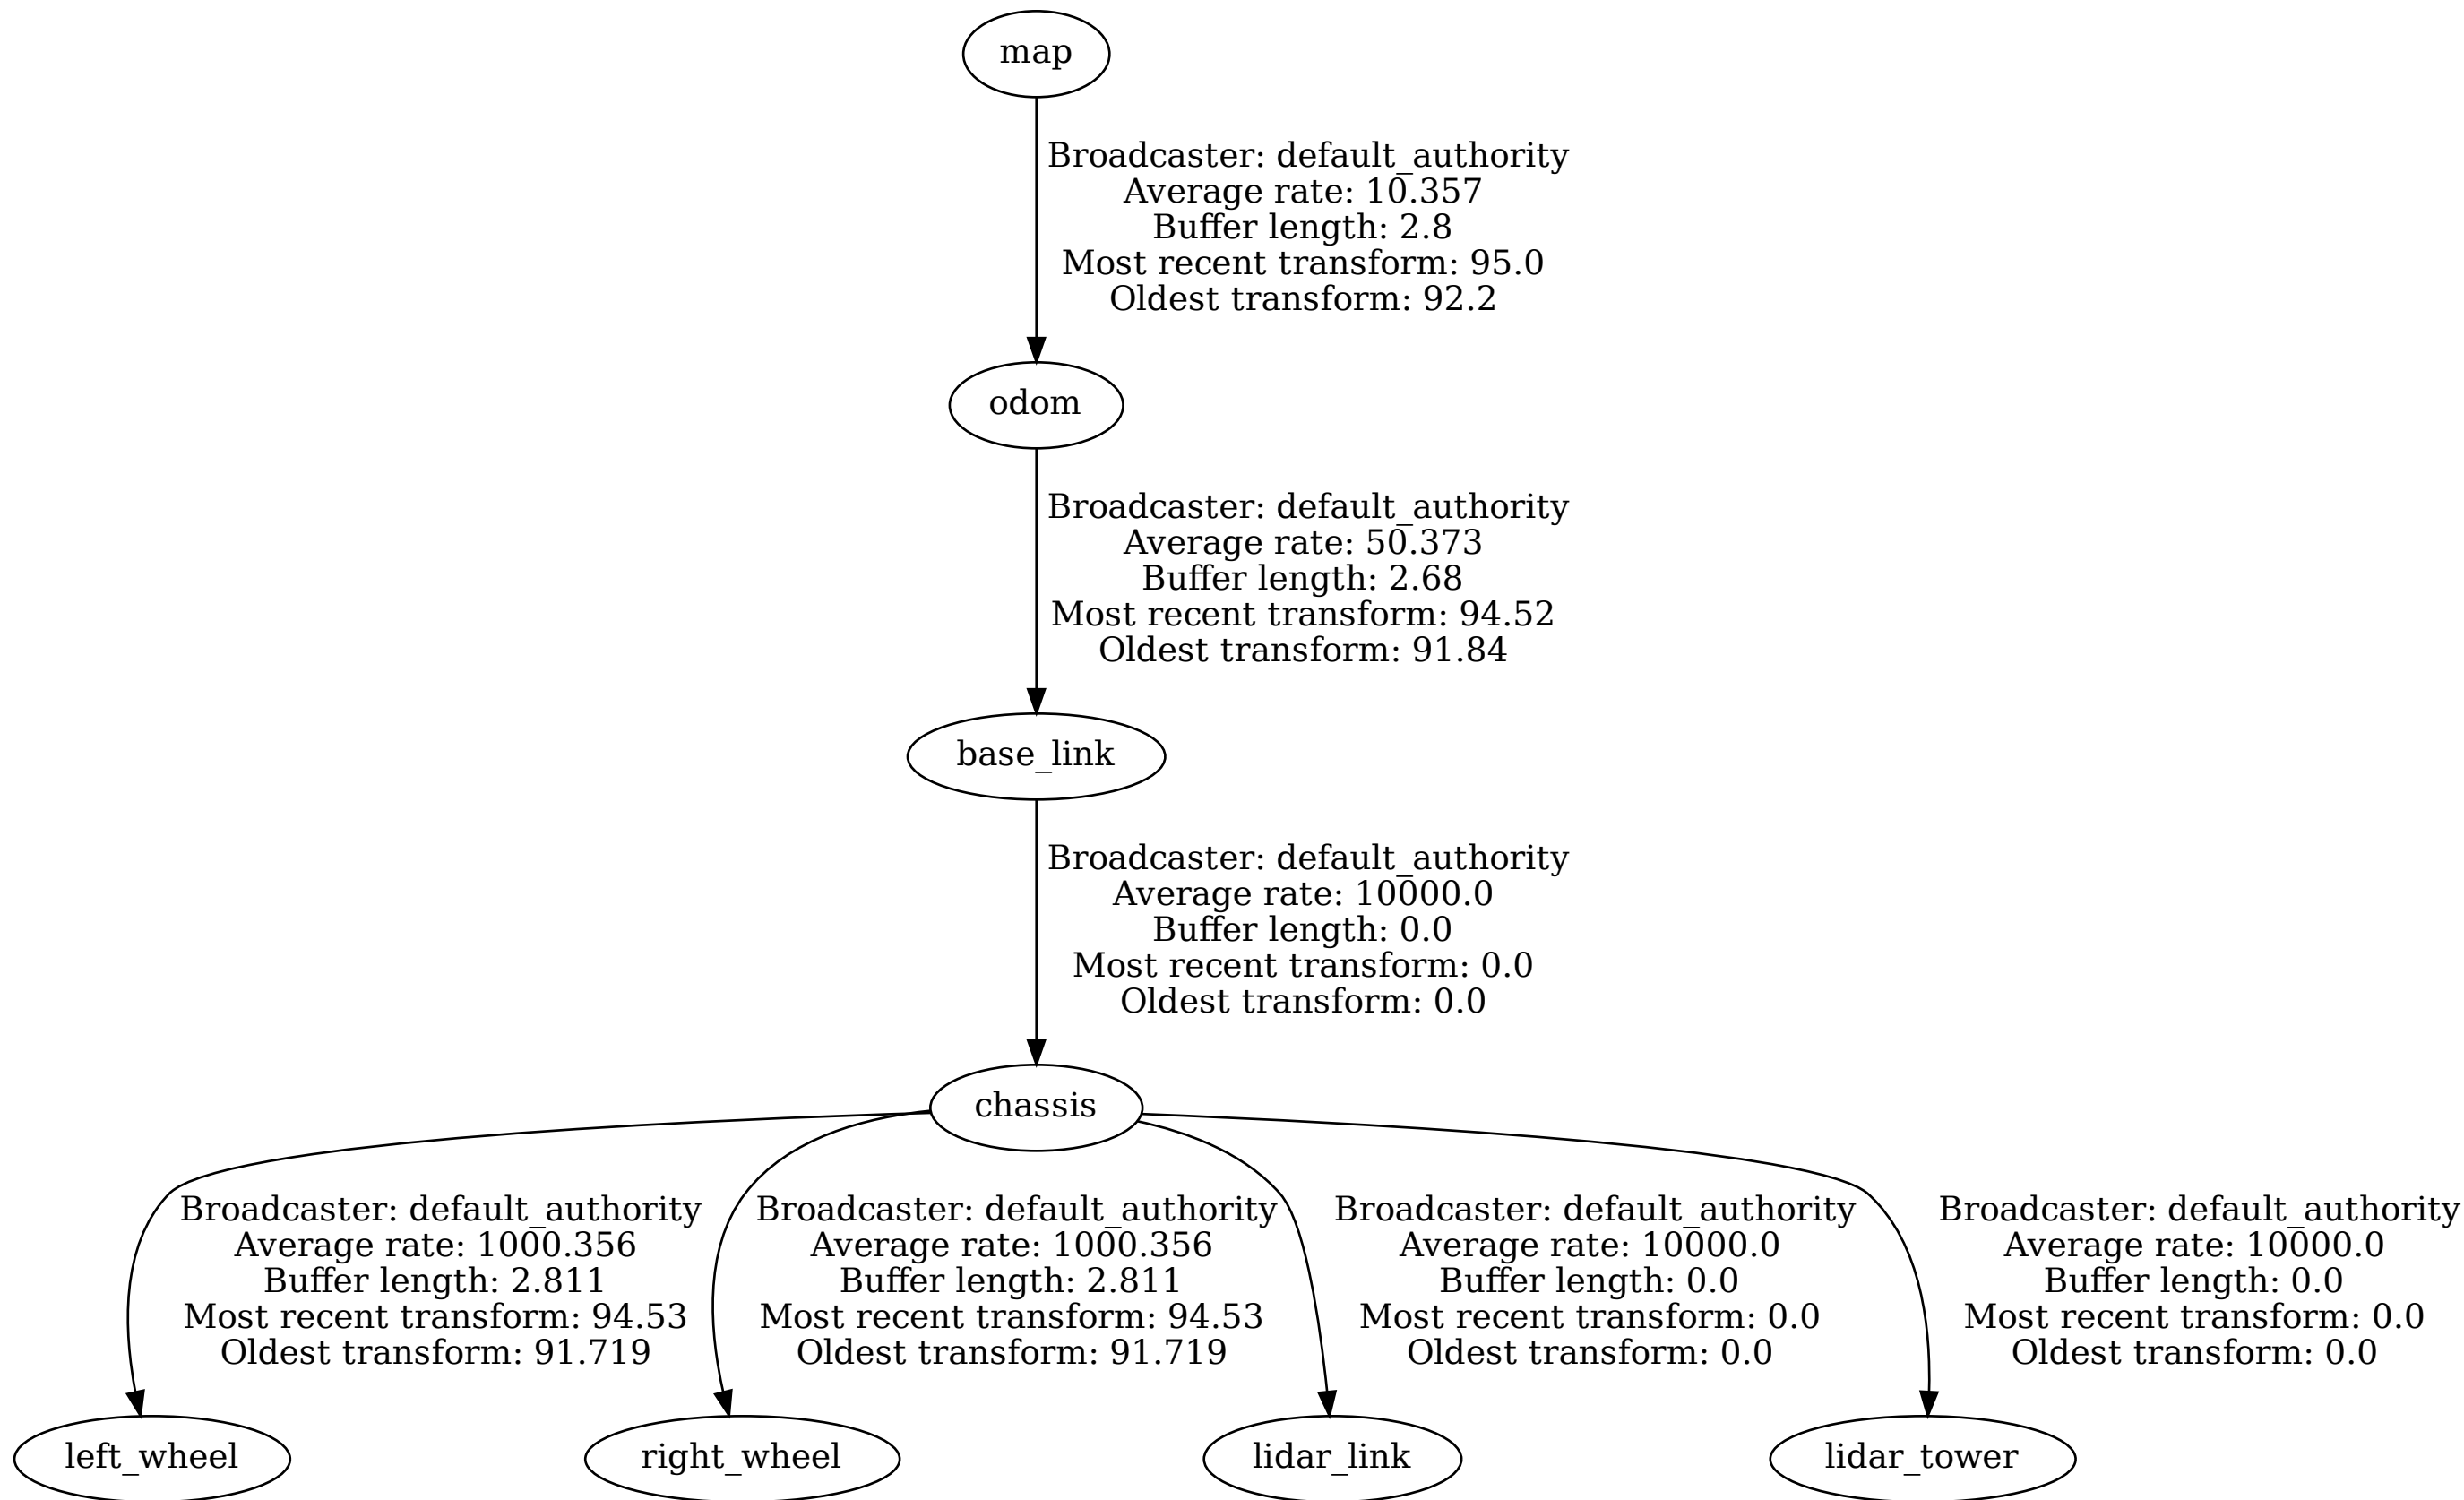 map
Broadcaster: default_authority
Average rate: 10.357
Buffer length: 2.8
Most recent transform: 95.0
Oldest transform: 92.2
odom
Broadcaster: default_authority
Average rate: 50.373
Buffer length: 2.68
Most recent transform: 94.52
Oldest transform: 91.84
base_link
Broadcaster: default_authority
Average rate: 10000.0
Buffer length: 0.0
Most recent transform: 0.0
Oldest transform: 0.0
chassis
Broadcaster: default_authority
Average rate: 1000.356
Buffer length: 2.811
Most recent transform: 94.53
Oldest transform: 91.719
Broadcaster: default_authority
Average rate: 1000.356
Buffer length: 2.811
Most recent transform: 94.53
Oldest transform: 91.719
Broadcaster: default_authority
Average rate: 10000.0
Buffer length: 0.0
Most recent transform: 0.0
Oldest transform: 0.0
Broadcaster: default_authority
Average rate: 10000.0
Buffer length: 0.0
Most recent transform: 0.0
Oldest transform: 0.0
left_wheel
right_wheel
lidar_link
lidar_tower